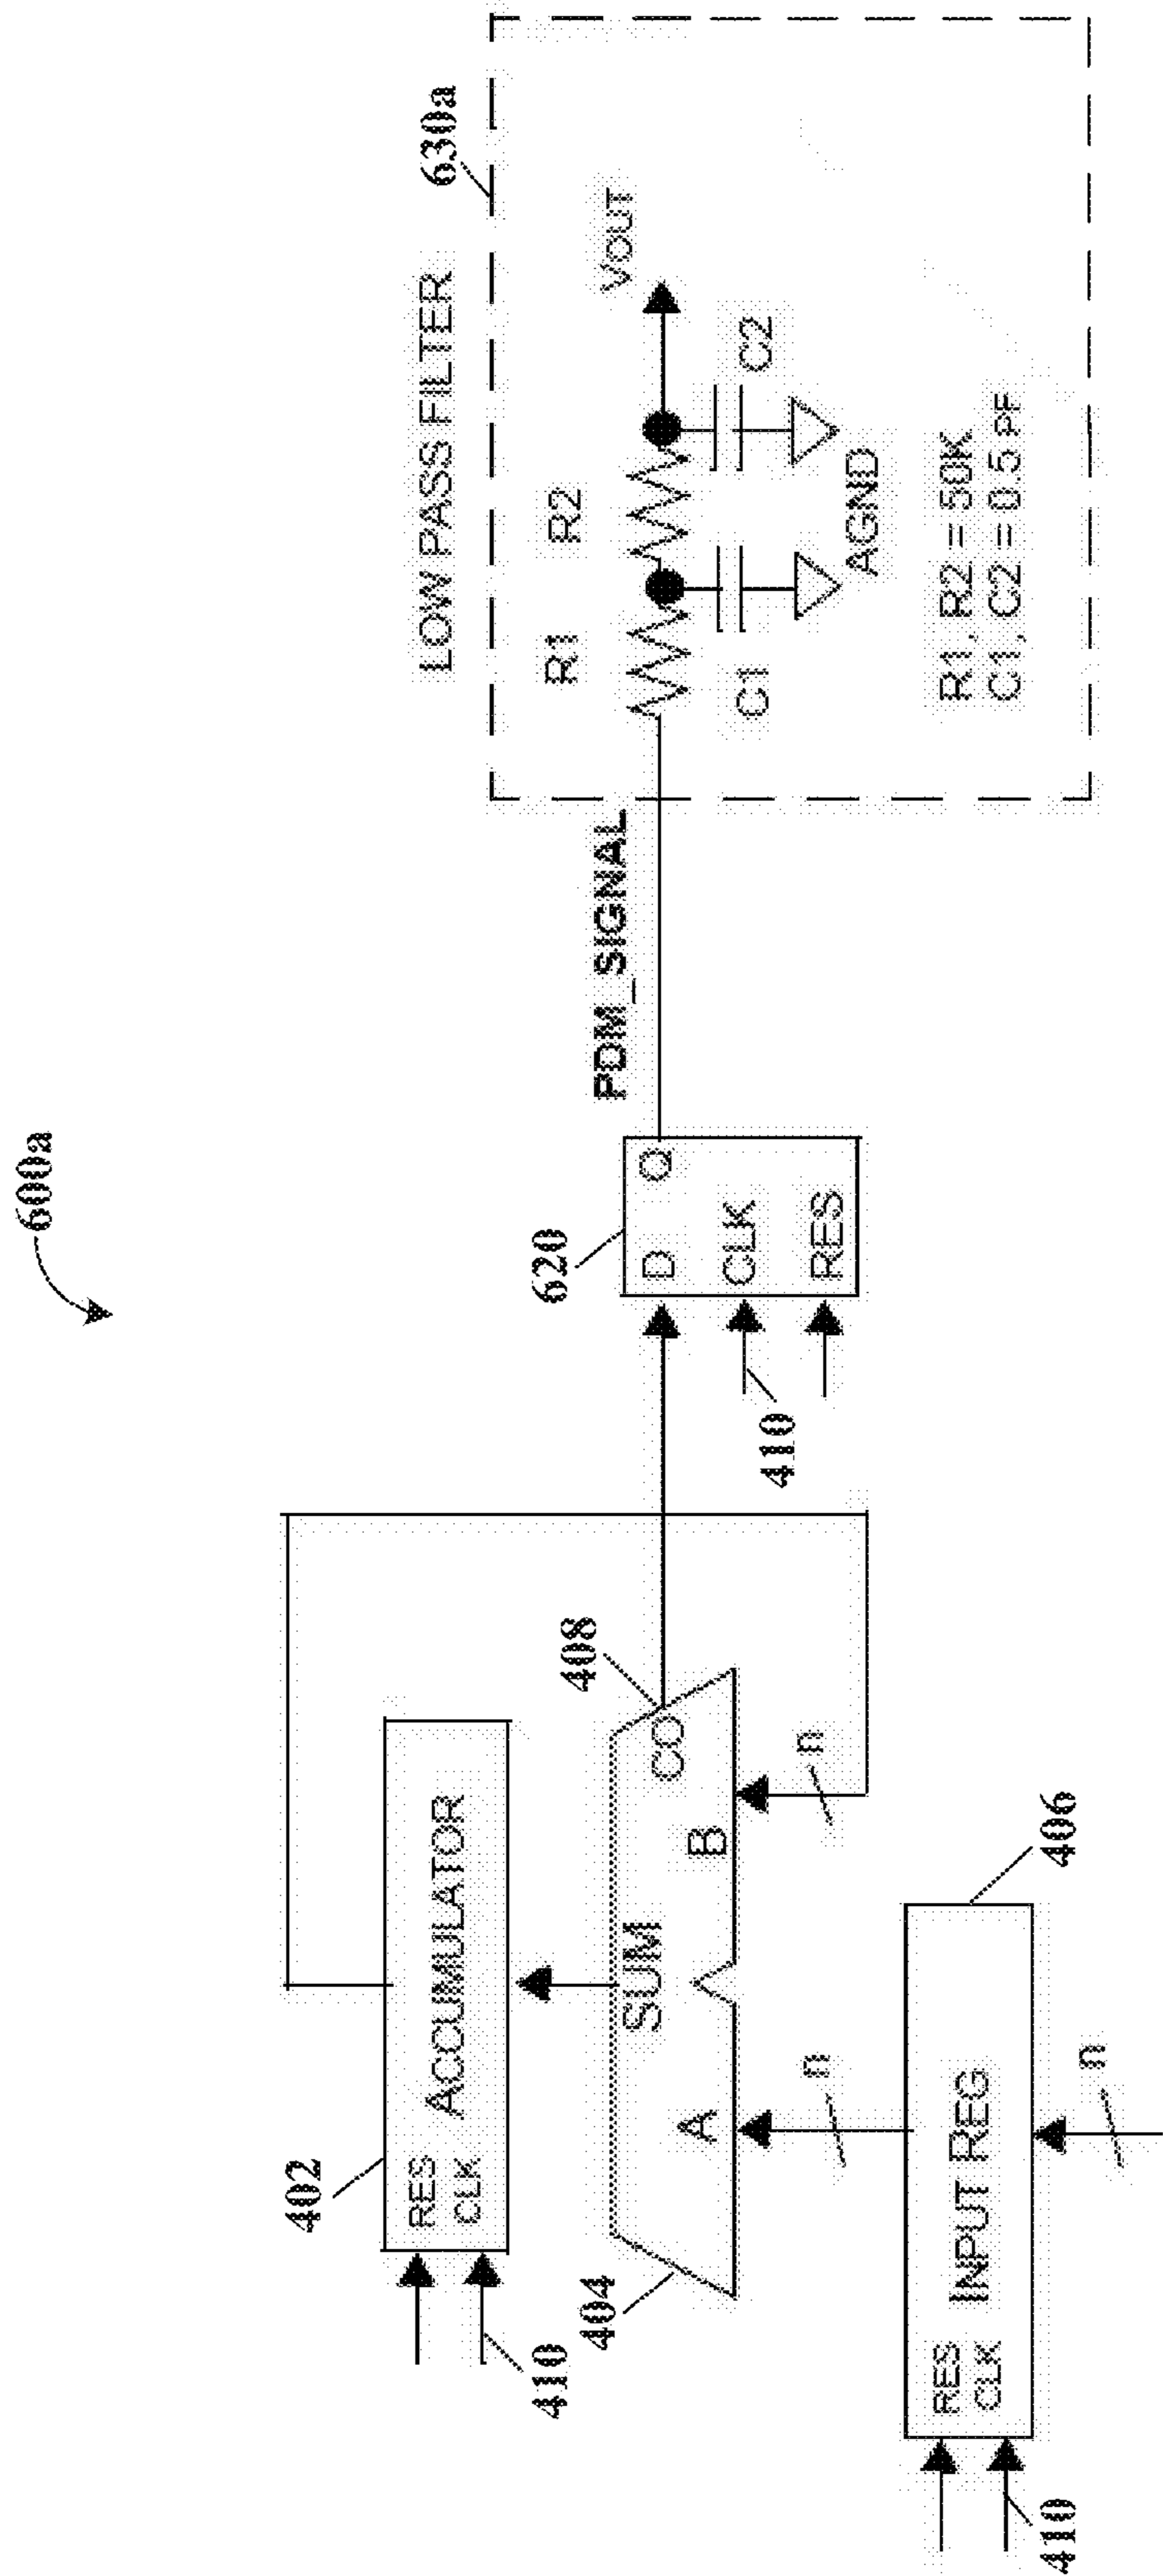 600a
LOW PASS FILTER
630a
402
RES
CLK
ACCUMULATOR
410
404
SUM
408
CO
A
B
n
n
406
RES
CLK
INPUT REG
410
n
620
D
Q
CLK
RES
410
PDM_SIGNAL
R1
R2
VOUT
C1
C2
AGND
R1, R2 = 50K
C1, C2 = 0.5 PF